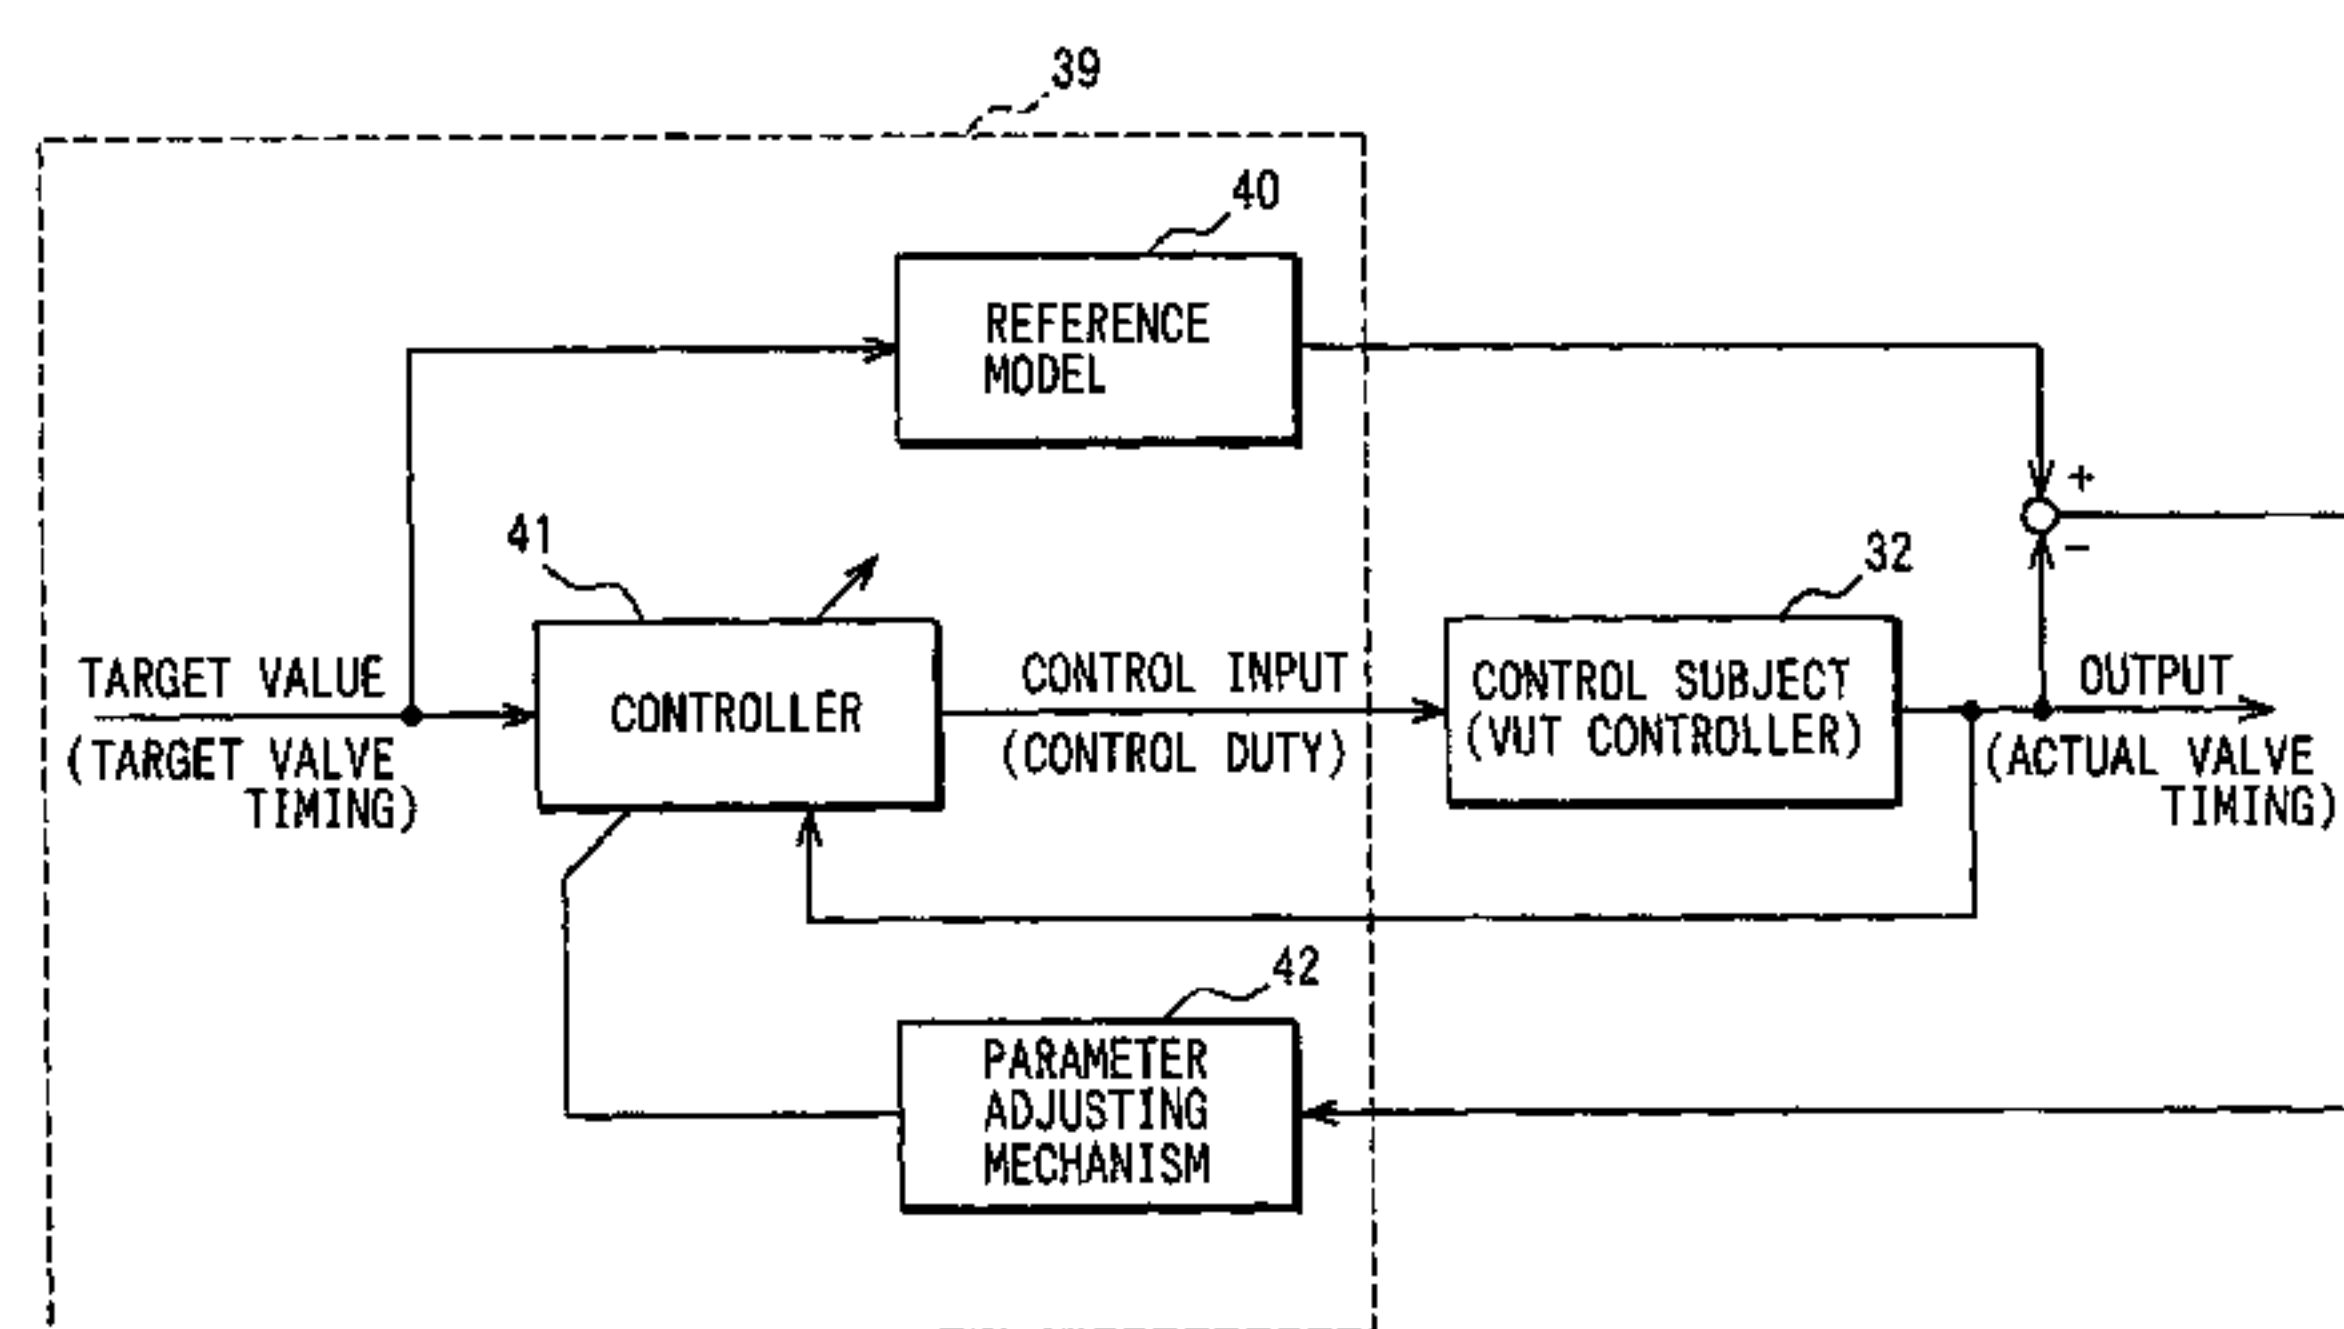 39
40
REFERENCE
MODEL
+
41
−
32
TARGET VALUE
(TARGET VALVE
TIMING)
CONTROLLER
CONTROL INPUT
(CONTROL DUTY)
CONTROL SUBJECT
(VUT CONTROLLER)
OUTPUT
(ACTUAL VALVE
TIMING)
42
PARAMETER
ADJUSTING
MECHANISM